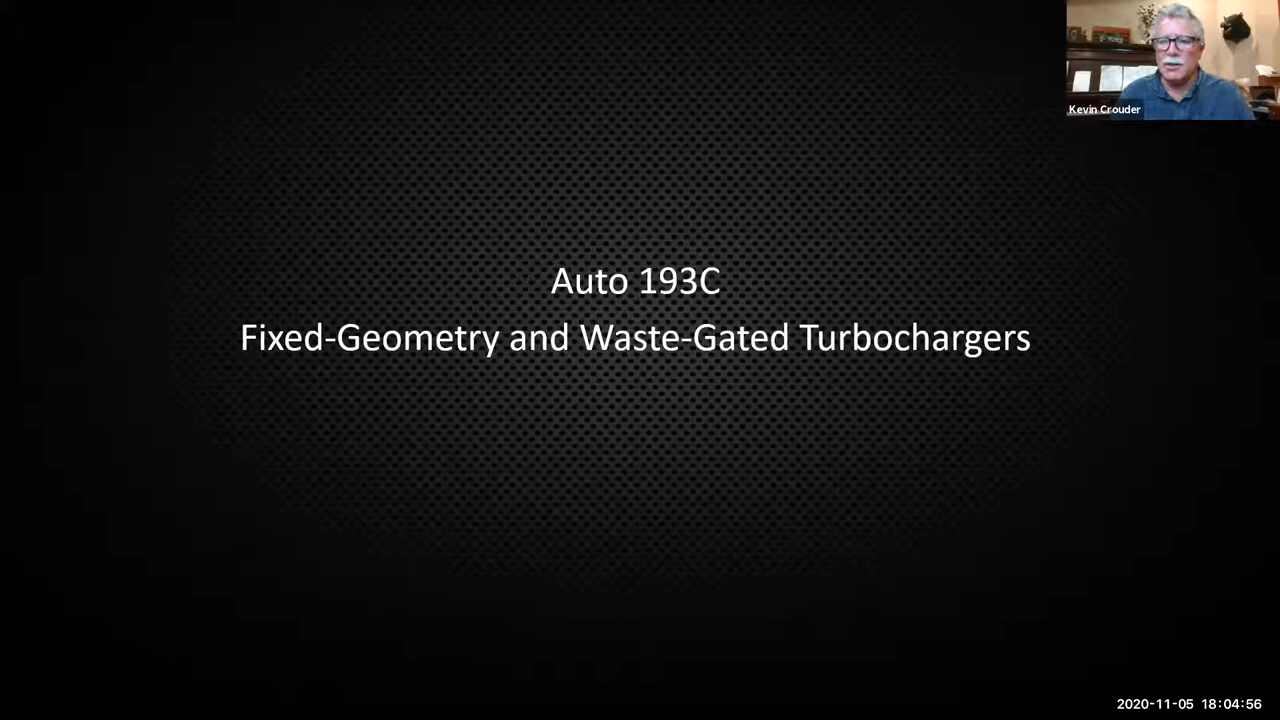 Kevin Crouder
Auto 193C
Fixed-Geometry and Waste-Gated Turbochargers
2020-11-05 18:04:56